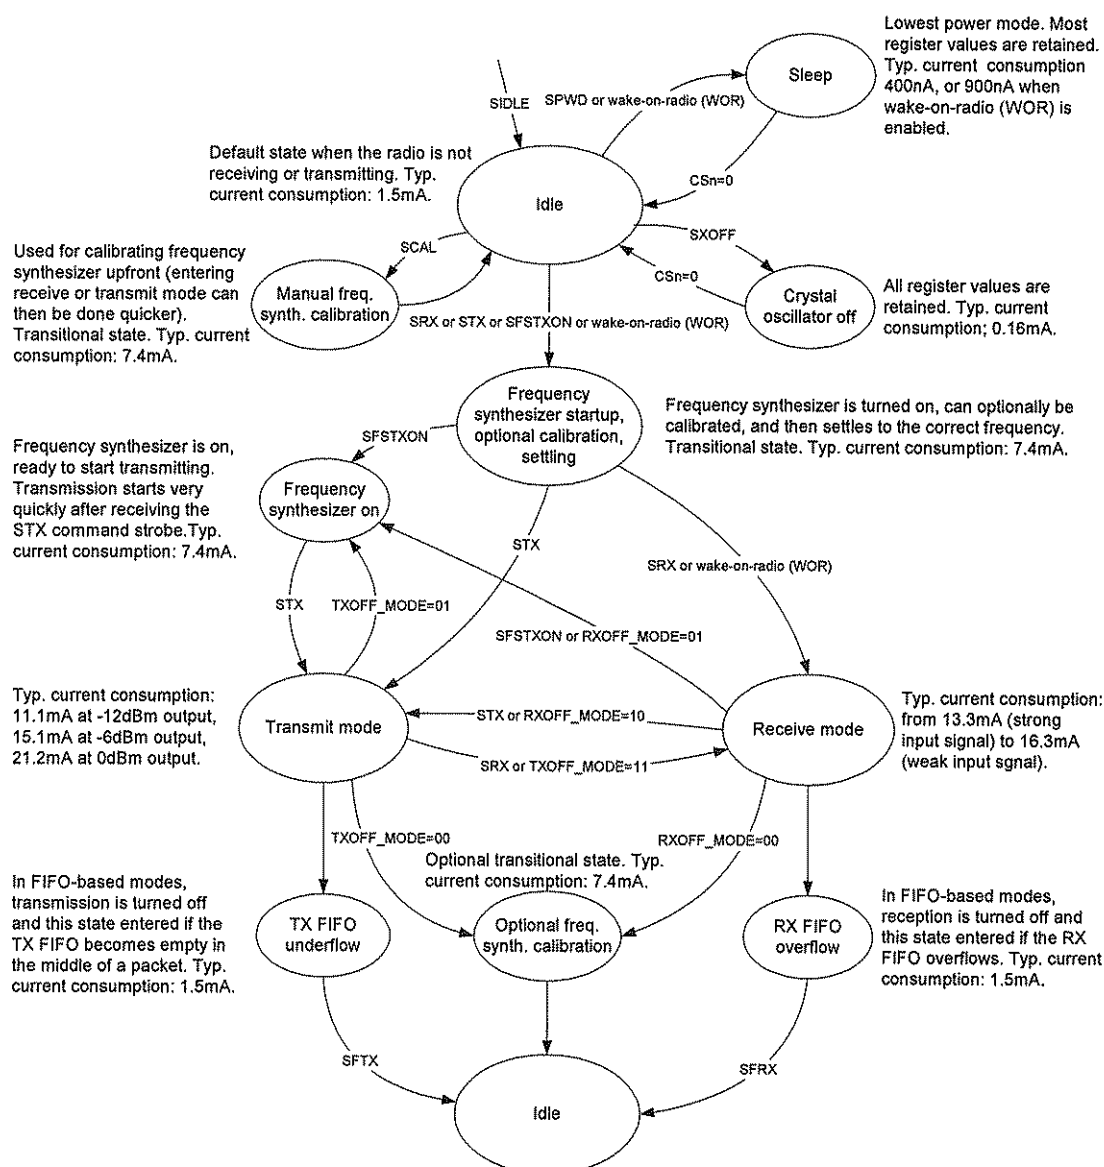 Lowest power mode. Most
register values are retained.
Typ. current consumption
400nA, or 900nA when
wake-on-radio (WOR) is
enabled.
Sleep
SIDLE
SPWD or wake-on-radio (WOR)
Default state when the radio is not
receiving or transmitting. Typ.
current consumption: 1.5mA.
CSn=0
Idle
SCAL
SXOFF
CSn=0
Used for calibrating frequency
synthesizer upfront (entering
receive or transmit mode can
then be done quicker).
Transitional state. Typ. current
consumption: 7.4mA.
Manual freq.
synth. calibration
Crystal
oscillator off
All register values are
retained. Typ. current
consumption; 0.16mA.
SRX or STX or SFSTXON or wake-on-radio (WOR)
Frequency
synthesizer startup,
optional calibration,
settling
Frequency synthesizer is turned on, can optionally be
calibrated, and then settles to the correct frequency.
Transitional state. Typ. current consumption: 7.4mA.
SFSTXON
Frequency synthesizer is on,
ready to start transmitting.
Transmission starts very
quickly after receiving the
STX command strobe.Typ.
current consumption: 7.4mA.
Frequency
synthesizer on
STX
SRX or wake-on-radio (WOR)
STX
TXOFF_MODE=01
SFSTXON or RXOFF_MODE=01
Typ. current consumption:
11.1mA at -12dBm output,
15.1mA at -6dBm output,
21.2mA at 0dBm output.
Transmit mode
STX or RXOFF_MODE=10
SRX or TXOFF_MODE=11
Receive mode
Typ. current consumption:
from 13.3mA (strong
input signal) to 16.3mA
(weak input sgnal).
TXOFF_MODE=00
RXOFF_MODE=00
Optional transitional state. Typ.
current consumption: 7.4mA.
In FIFO-based modes,
transmission is turned off
and this state entered if the
TX FIFO becomes empty in
the middle of a packet. Typ.
current consumption: 1.5mA.
TX FIFO
underflow
Optional freq.
synth. calibration
RX FIFO
overflow
In FIFO-based modes,
reception is turned off and
this state entered if the RX
FIFO overflows. Typ. current
consumption: 1.5mA.
SFTX
SFRX
Idle